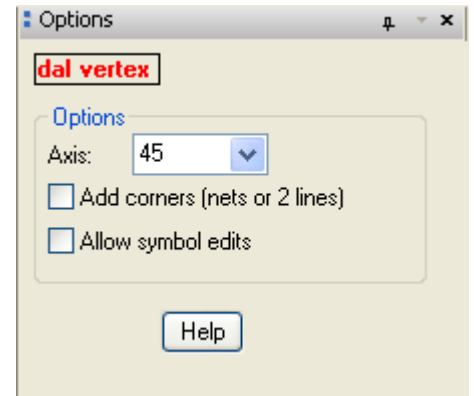 Options
dal vertex
Options
Axis: 45
Add corners (nets or 2 lines)
Allow symbol edits
Help